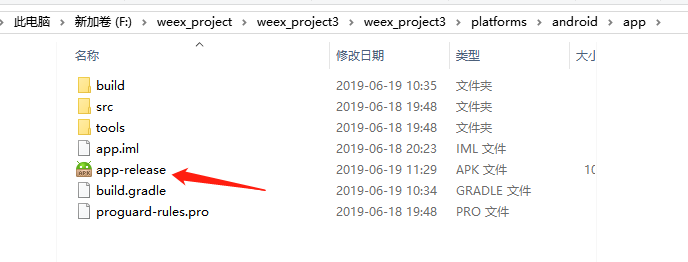 此电脑 > 新加卷 (F:) > weex_project > weex_project3 > weex_project3 > platforms > android > app >
名称 修改日期 类型 大小
build 2019-06-19 10:35 文件夹
src 2019-06-18 19:48 文件夹
tools 2019-06-18 19:48 文件夹
app.iml 2019-06-18 20:23 IML 文件
app-release 2019-06-19 11:29 APK 文件 10
build.gradle 2019-06-19 10:34 GRADLE 文件
proguard-rules.pro 2019-06-18 19:48 PRO 文件